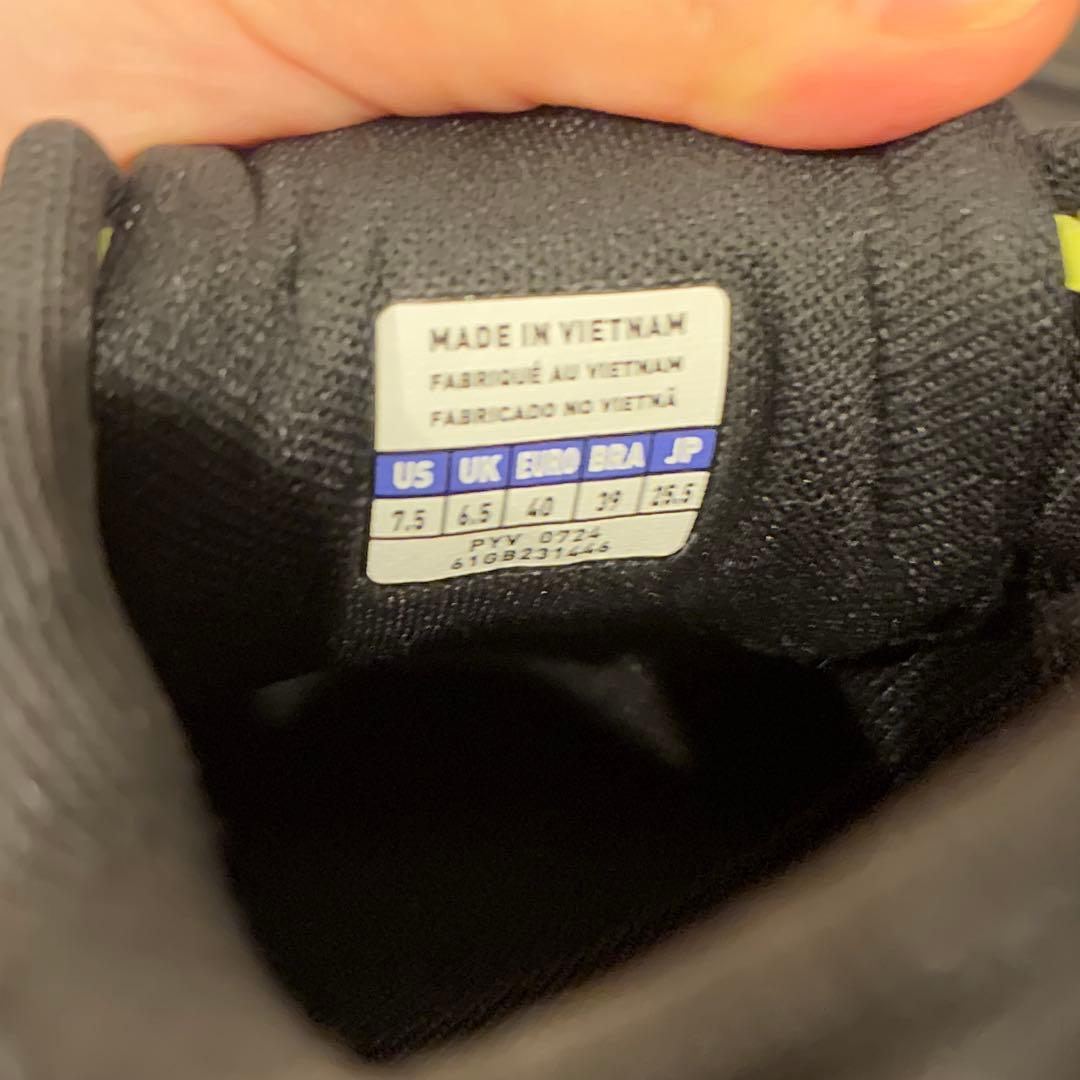 MADE IN VIETNAM
FABRIQUÉ AU VIETNAM
FABRICADO NO VIETNÃ
US UK EURO BRA JP
7.5 6.5 40 39 25.5
PYV 0724
61GB231446